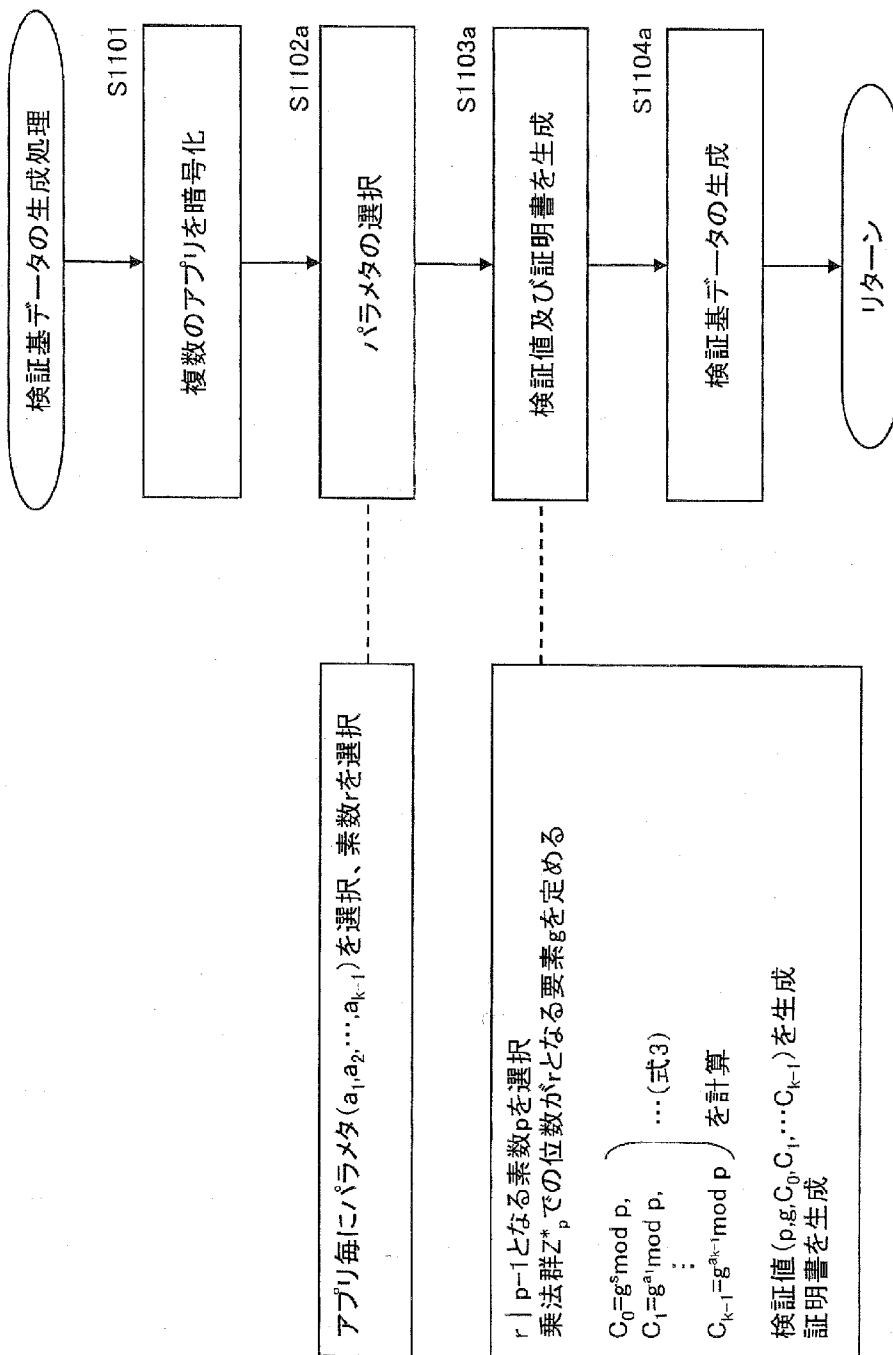 検証基データの生成処理
S1101
複数のアプリを暗号化
S1102a
パラメタの選択
アプリ毎にパラメタ(a₁,a₂,⋯,aₖ₋₁)を選択、素数rを選択
S1103a
検証値及び証明書を生成
r | p−1となる素数pを選択
乗法群Z*ₚでの位数がrとなる要素gを定める
C₀=gˢmod p,
C₁=g^a₁mod p, ⋯(式3)
⋮
Cₖ₋₁=g^aₖ₋₁mod p を計算
検証値(p,g,C₀,C₁,⋯Cₖ₋₁)を生成
証明書を生成
S1104a
検証基データの生成
リターン